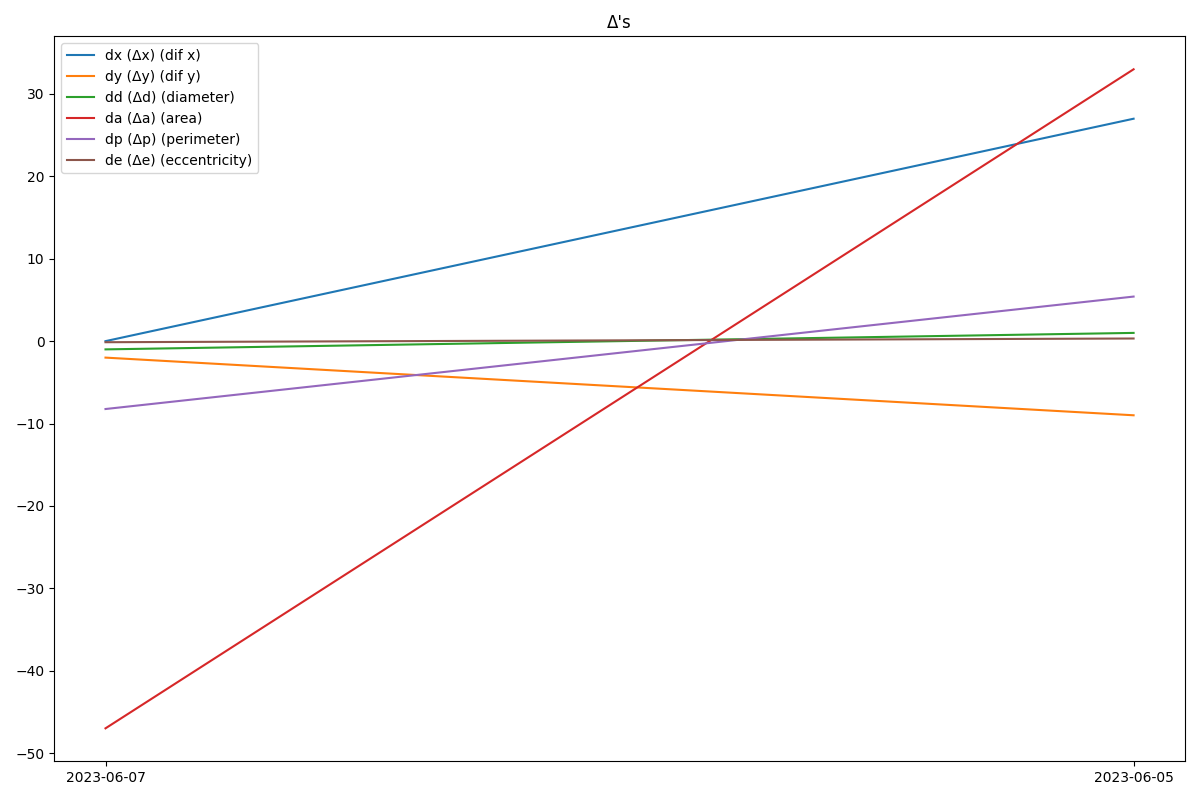 Δ's
dx (Δx) (dif x)
dy (Δy) (dif y)
dd (Δd) (diameter)
da (Δa) (area)
dp (Δp) (perimeter)
de (Δe) (eccentricity)
30
20
10
0
−10
−20
−30
−40
−50
2023-06-07
2023-06-05